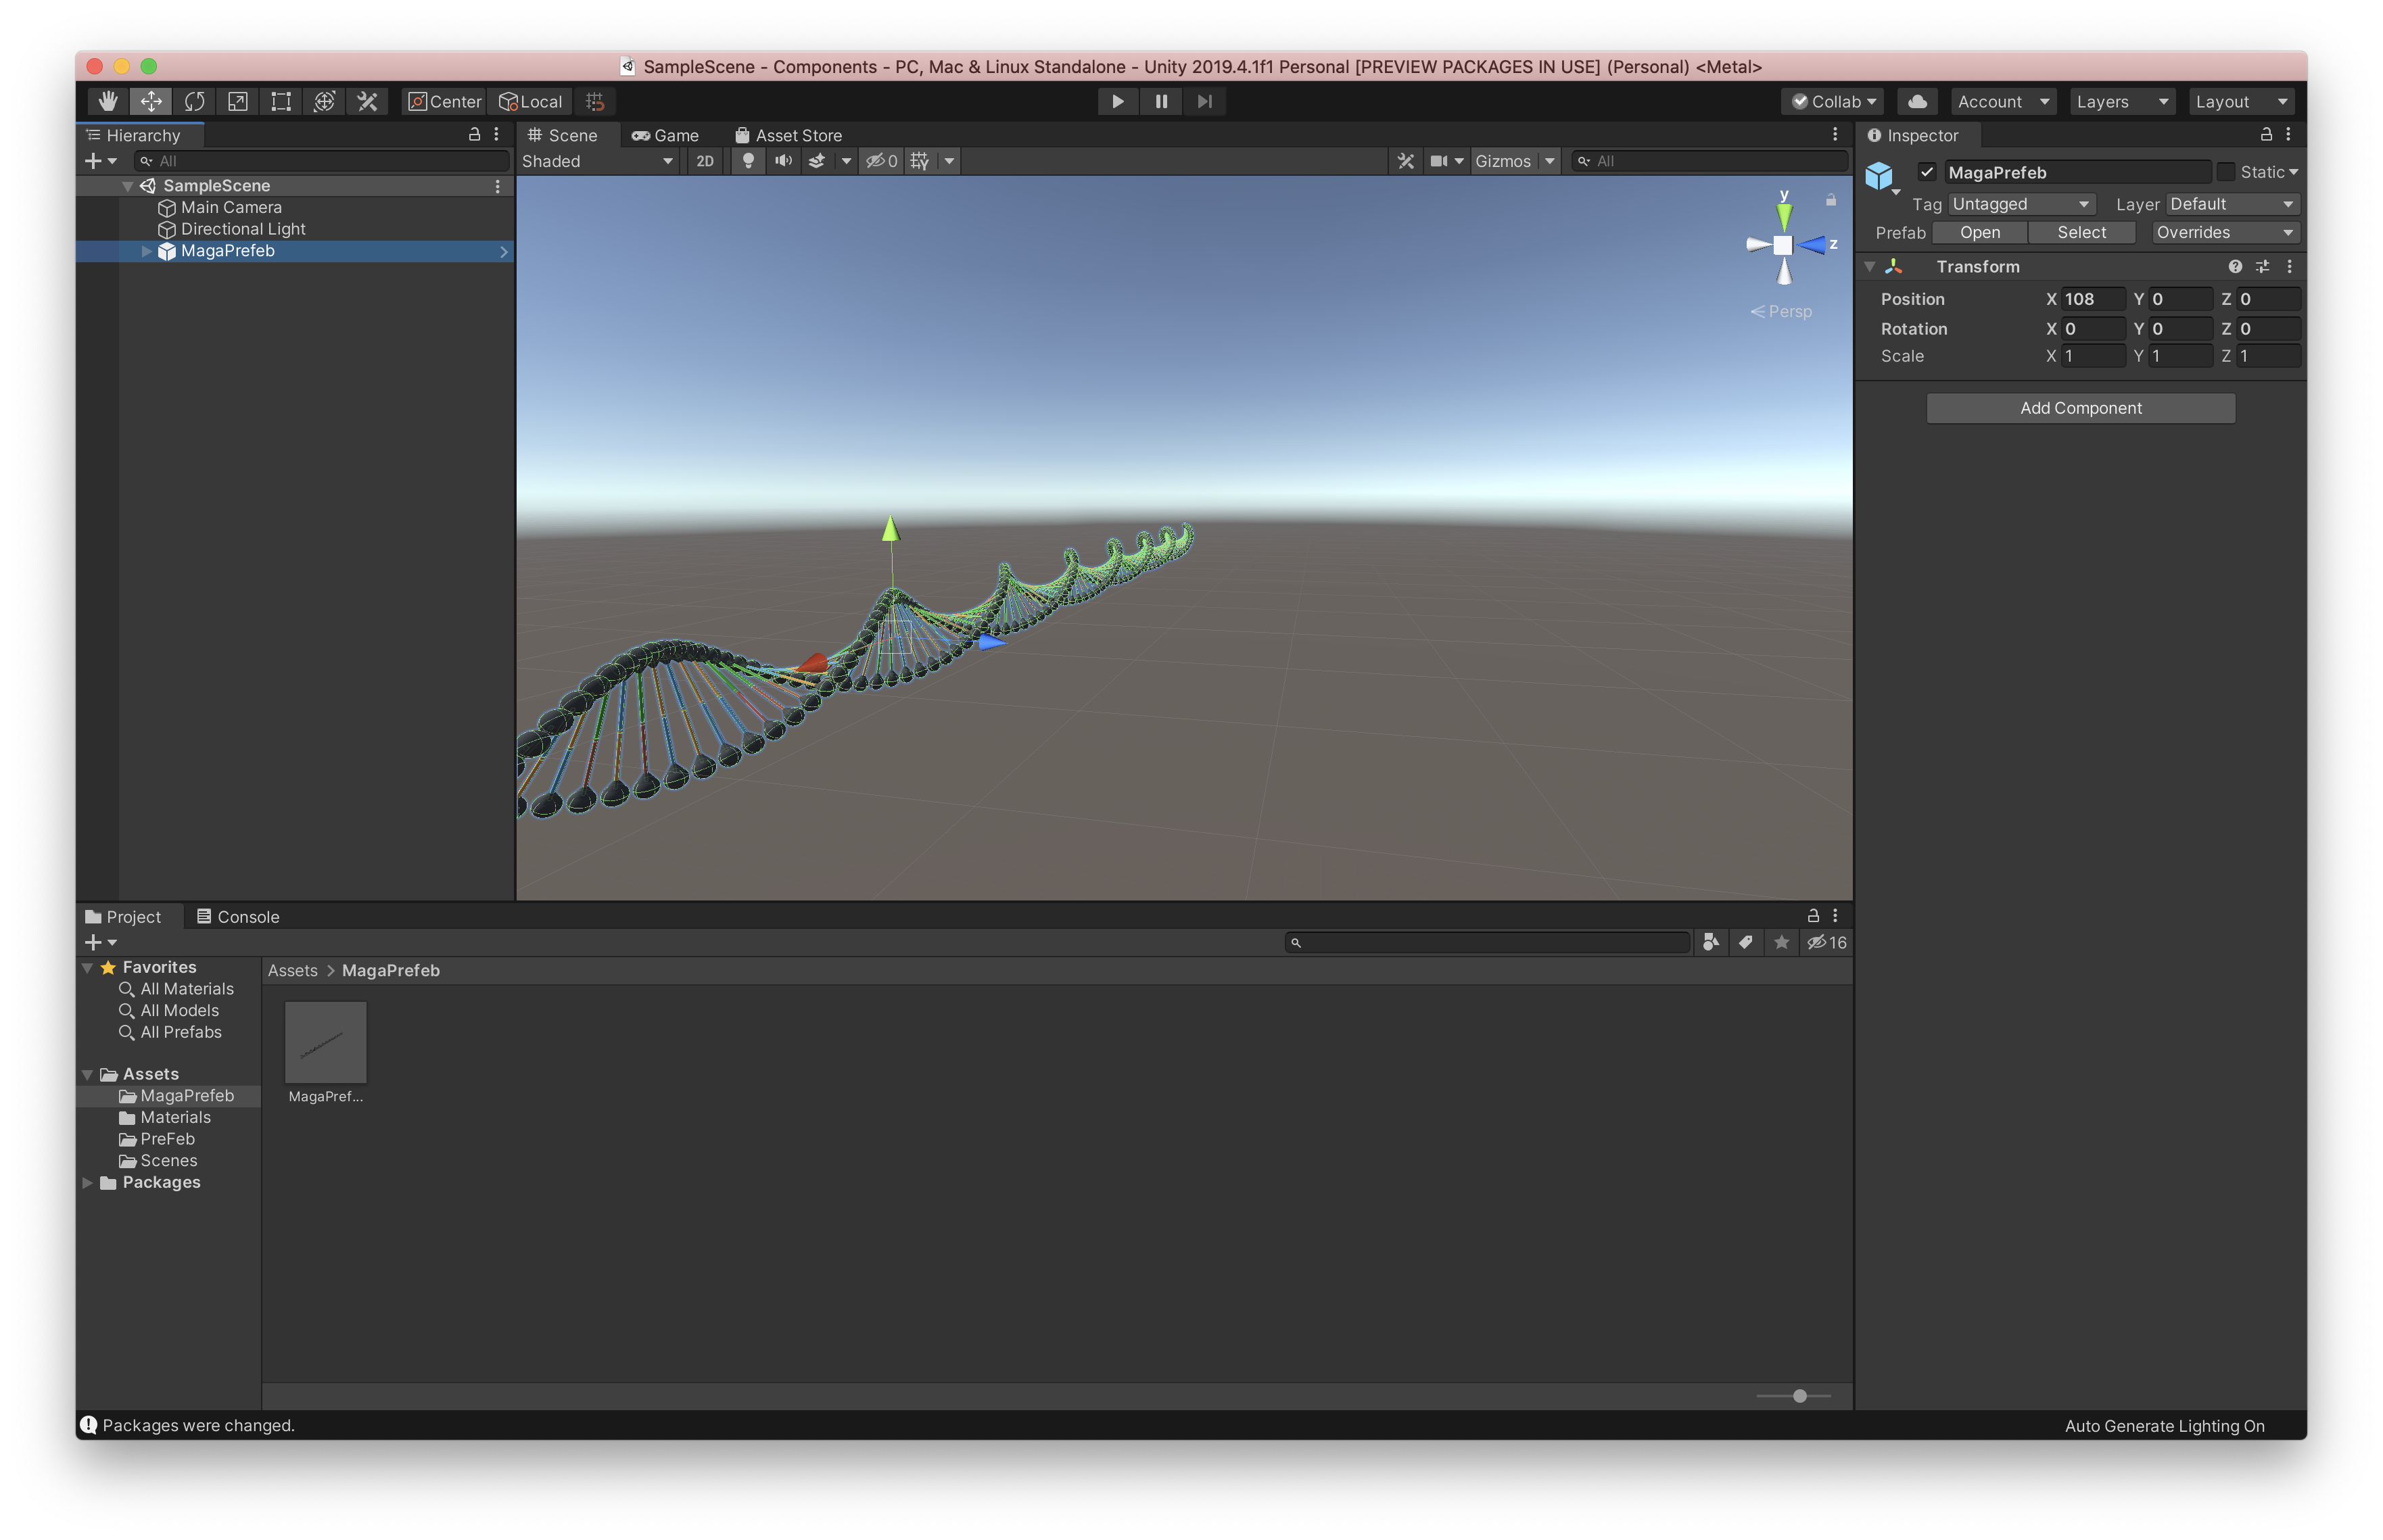 SampleScene - Components - PC, Mac & Linux Standalone - Unity 2019.4.1f1 Personal [PREVIEW PACKAGES IN USE] (Personal) <Metal>
Center Local Collab Account Layers Layout
Hierarchy
All
SampleScene
Main Camera
Directional Light
MagaPrefeb
Scene Game Asset Store
Shaded 2D 0 Gizmos All
y
z
Persp
Inspector
MagaPrefeb Static
Tag Untagged Layer Default
Prefab Open Select Overrides
Transform
Position X 108 Y 0 Z 0
Rotation X 0 Y 0 Z 0
Scale X 1 Y 1 Z 1
Add Component
Project Console
16
Favorites
All Materials
All Models
All Prefabs
Assets
MagaPrefeb
Materials
PreFeb
Scenes
Packages
Assets > MagaPrefeb
MagaPref...
Packages were changed.
Auto Generate Lighting On